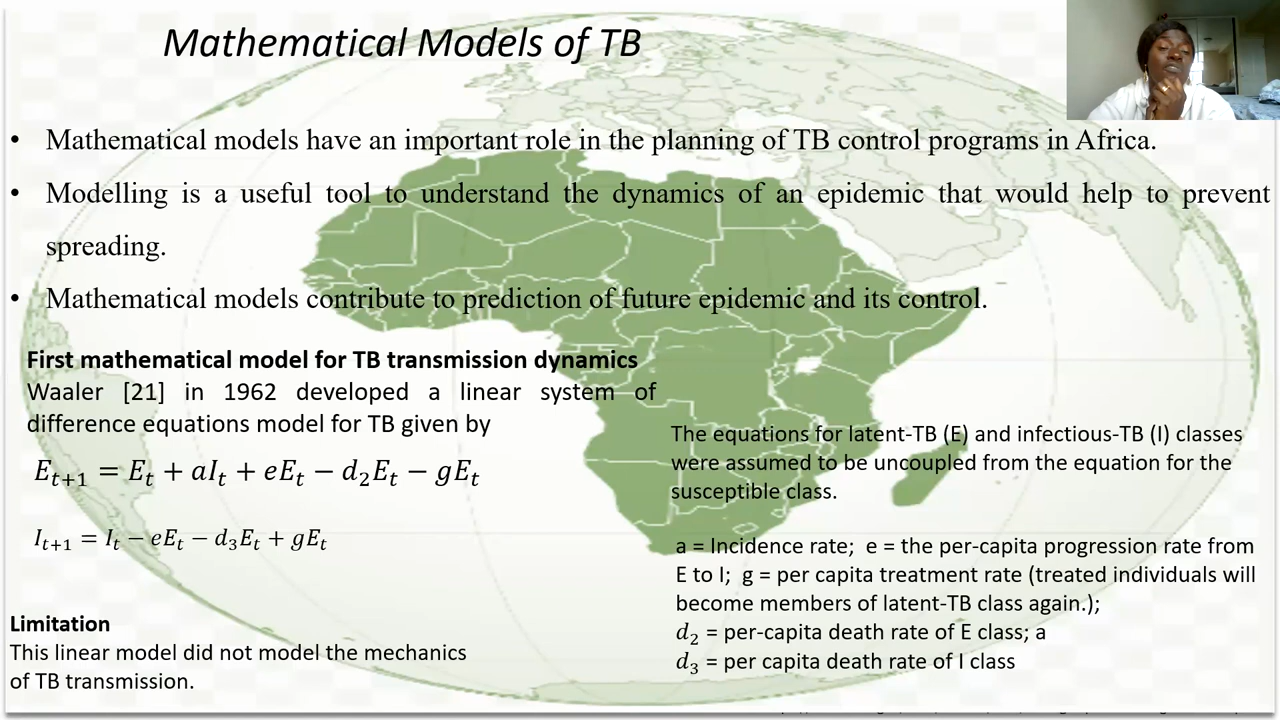 Mathematical Models of TB
• Mathematical models have an important role in the planning of TB control programs in Africa.
• Modelling is a useful tool to understand the dynamics of an epidemic that would help to prevent
spreading.
• Mathematical models contribute to prediction of future epidemic and its control.
First mathematical model for TB transmission dynamics
Waaler [21] in 1962 developed a linear system of
difference equations model for TB given by
E_{t+1} = E_t + aI_t + eE_t − d_2E_t − gE_t
I_{t+1} = I_t − eE_t − d_3E_t + gE_t
Limitation
This linear model did not model the mechanics
of TB transmission.
The equations for latent-TB (E) and infectious-TB (I) classes
were assumed to be uncoupled from the equation for the
susceptible class.
a = Incidence rate; e = the per-capita progression rate from
E to I; g = per capita treatment rate (treated individuals will
become members of latent-TB class again.);
d_2 = per-capita death rate of E class; a
d_3 = per capita death rate of I class